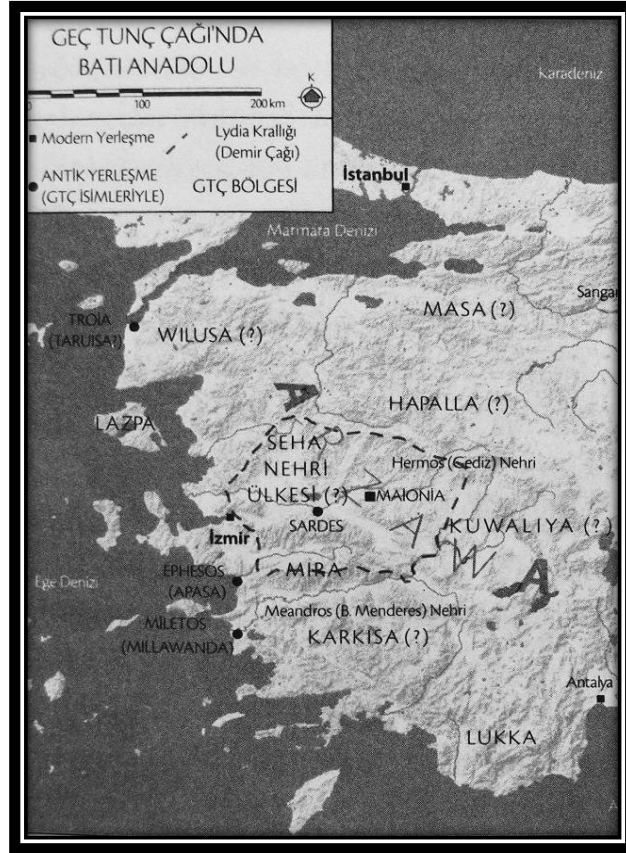 GEÇ TUNÇ ÇAĞI'NDA
BATI ANADOLU
0 100 200 km
K
Modern Yerleşme
Lydia Krallığı
(Demir Çağı)
ANTİK YERLEŞME
(GTÇ İSİMLERİYLE)
GTÇ BÖLGESİ
Karadeniz
İstanbul
Marmara Denizi
MASA (?)
Sangar
TROIA
(TARUISA?)
WILUSA (?)
HAPALLA (?)
LAZPA
SEHA
NEHRİ
ÜLKESİ (?)
Hermos (Gediz) Nehri
MAIONIA
SARDES
KUWALIYA (?)
İzmir
A
Z
A
W
A
MIRA
EPHESOS
(APASA)
Ege Denizi
Meandros (B. Menderes) Nehri
MİLETOS
(MILLAWANDA)
KARKISA (?)
Antalya
LUKKA